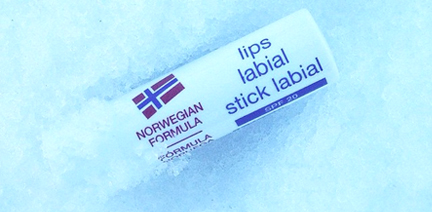 lips
labial
stick labial
SPF 20
NORWEGIAN
FORMULA
FÓRMULA